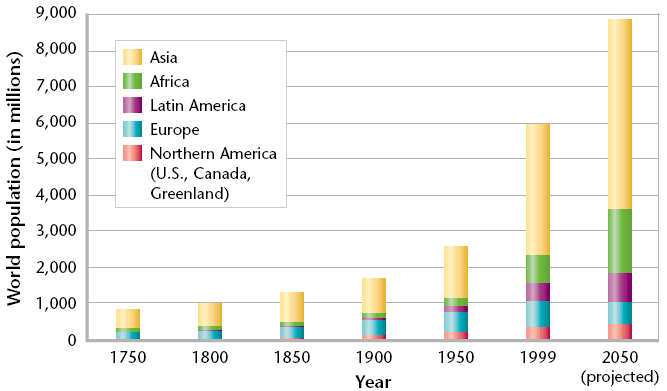 World population (in millions)
9,000
8,000
7,000
6,000
5,000
4,000
3,000
2,000
1,000
0
Asia
Africa
Latin America
Europe
Northern America
(U.S., Canada,
Greenland)
1750
1800
1850
1900
1950
1999
2050
(projected)
Year